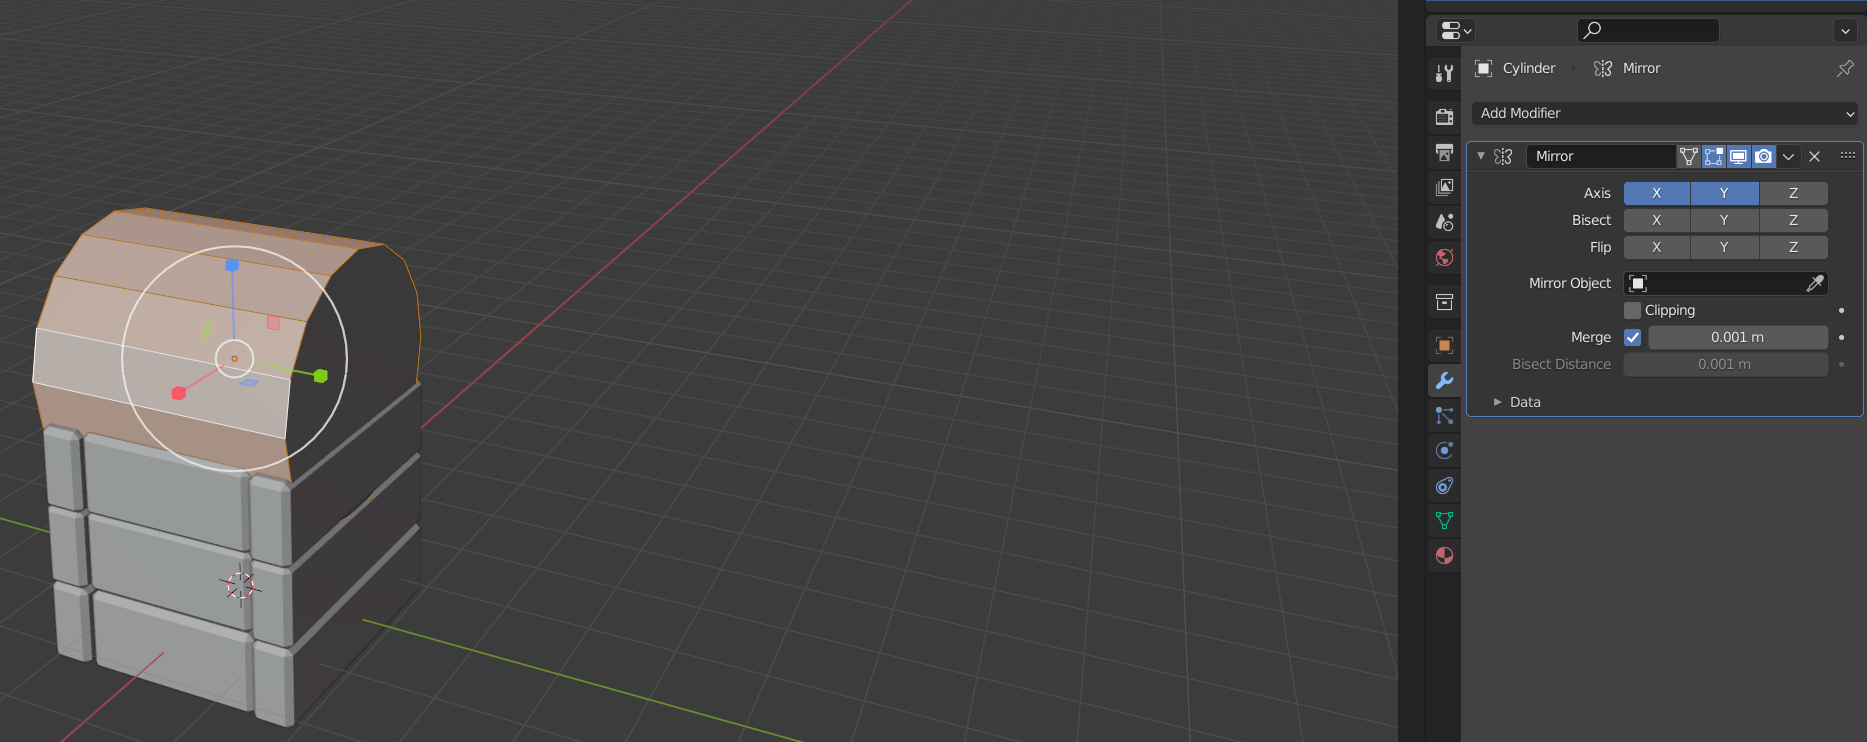 Cylinder Mirror
Add Modifier
Mirror
Axis X Y Z
Bisect X Y Z
Flip X Y Z
Mirror Object
Clipping
Merge 0.001 m
Bisect Distance 0.001 m
Data